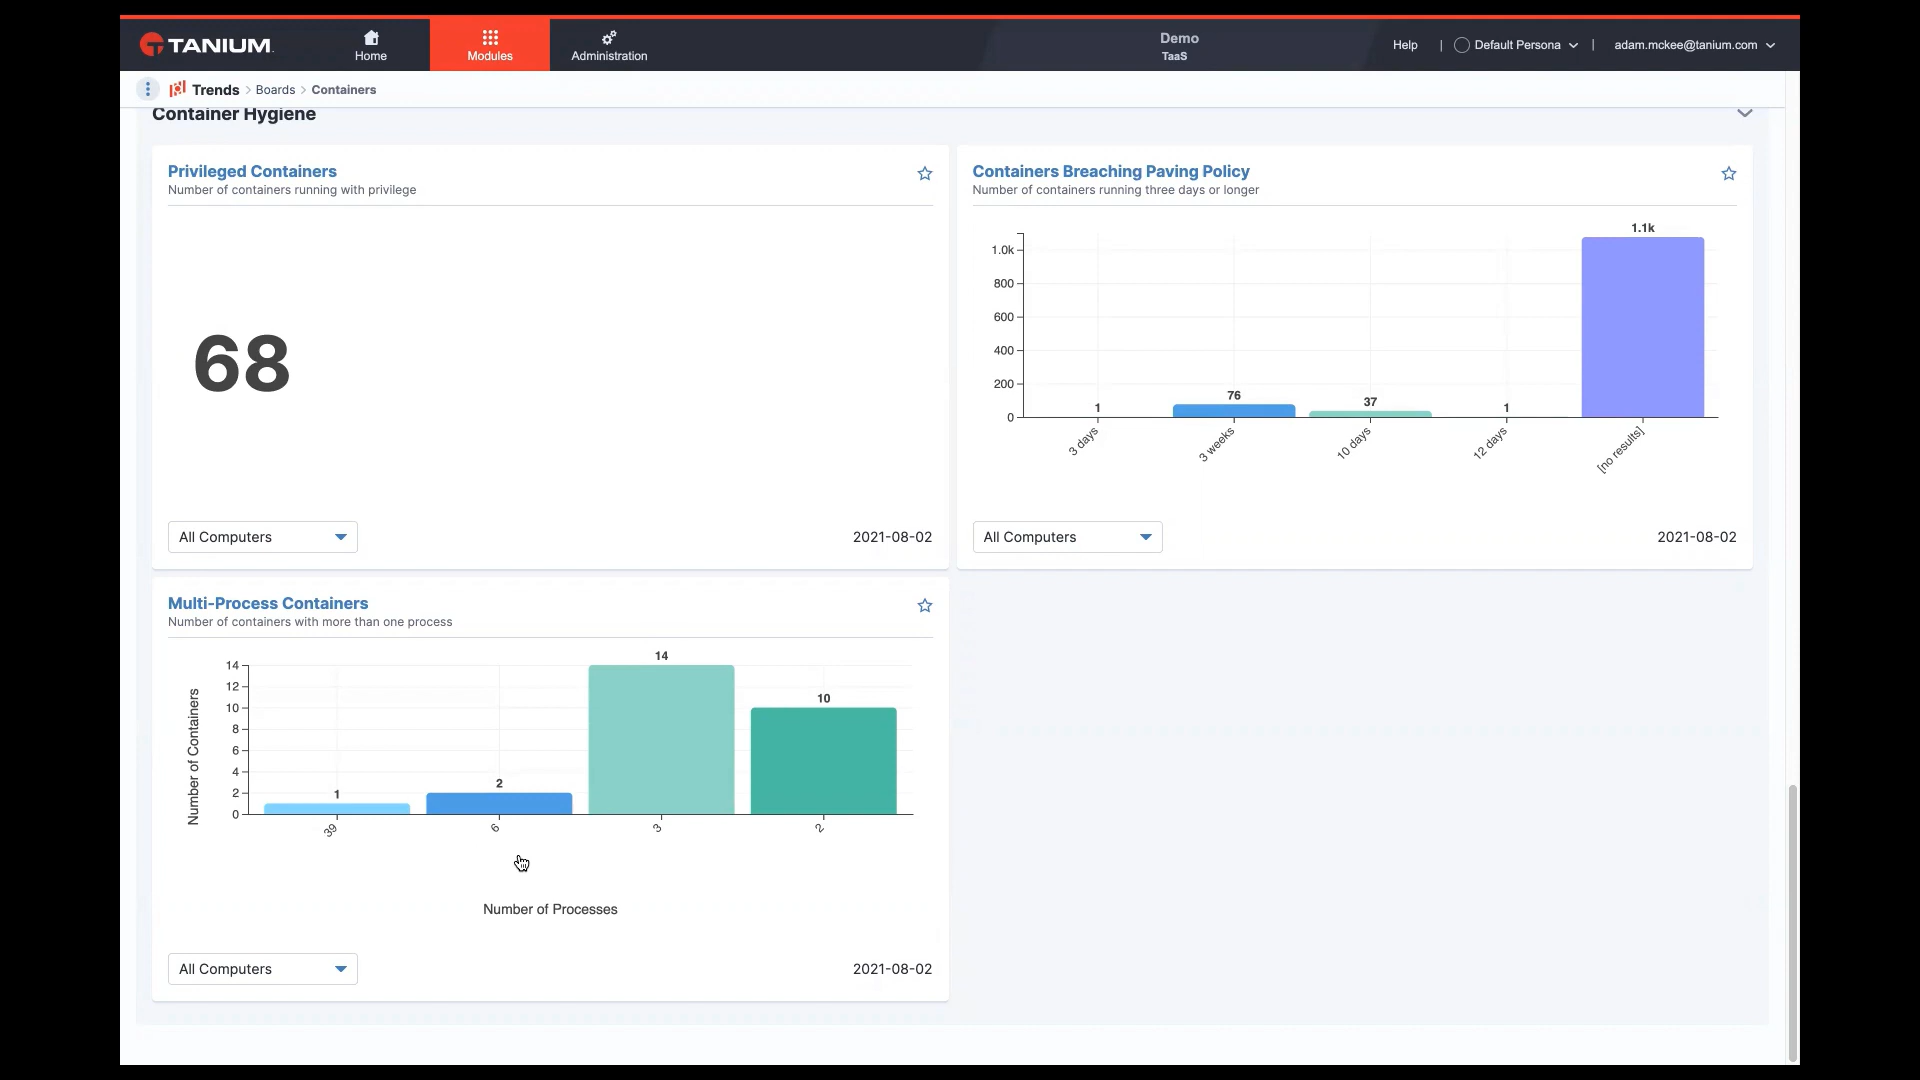 TANIUM
Home
Modules
Administration
Demo
TaaS
Help
|
Default Persona
|
adam.mckee@tanium.com
Trends > Boards > Containers
Container Hygiene
Privileged Containers
Number of containers running with privilege
68
All Computers
2021-08-02
Containers Breaching Paving Policy
Number of containers running three days or longer
1.0k
800
600
400
200
0
1
76
37
1
1.1k
3 days
3 weeks
10 days
12 days
[no results]
All Computers
2021-08-02
Multi-Process Containers
Number of containers with more than one process
Number of Containers
14
12
10
8
6
4
2
0
1
2
14
10
39
6
3
2
Number of Processes
All Computers
2021-08-02